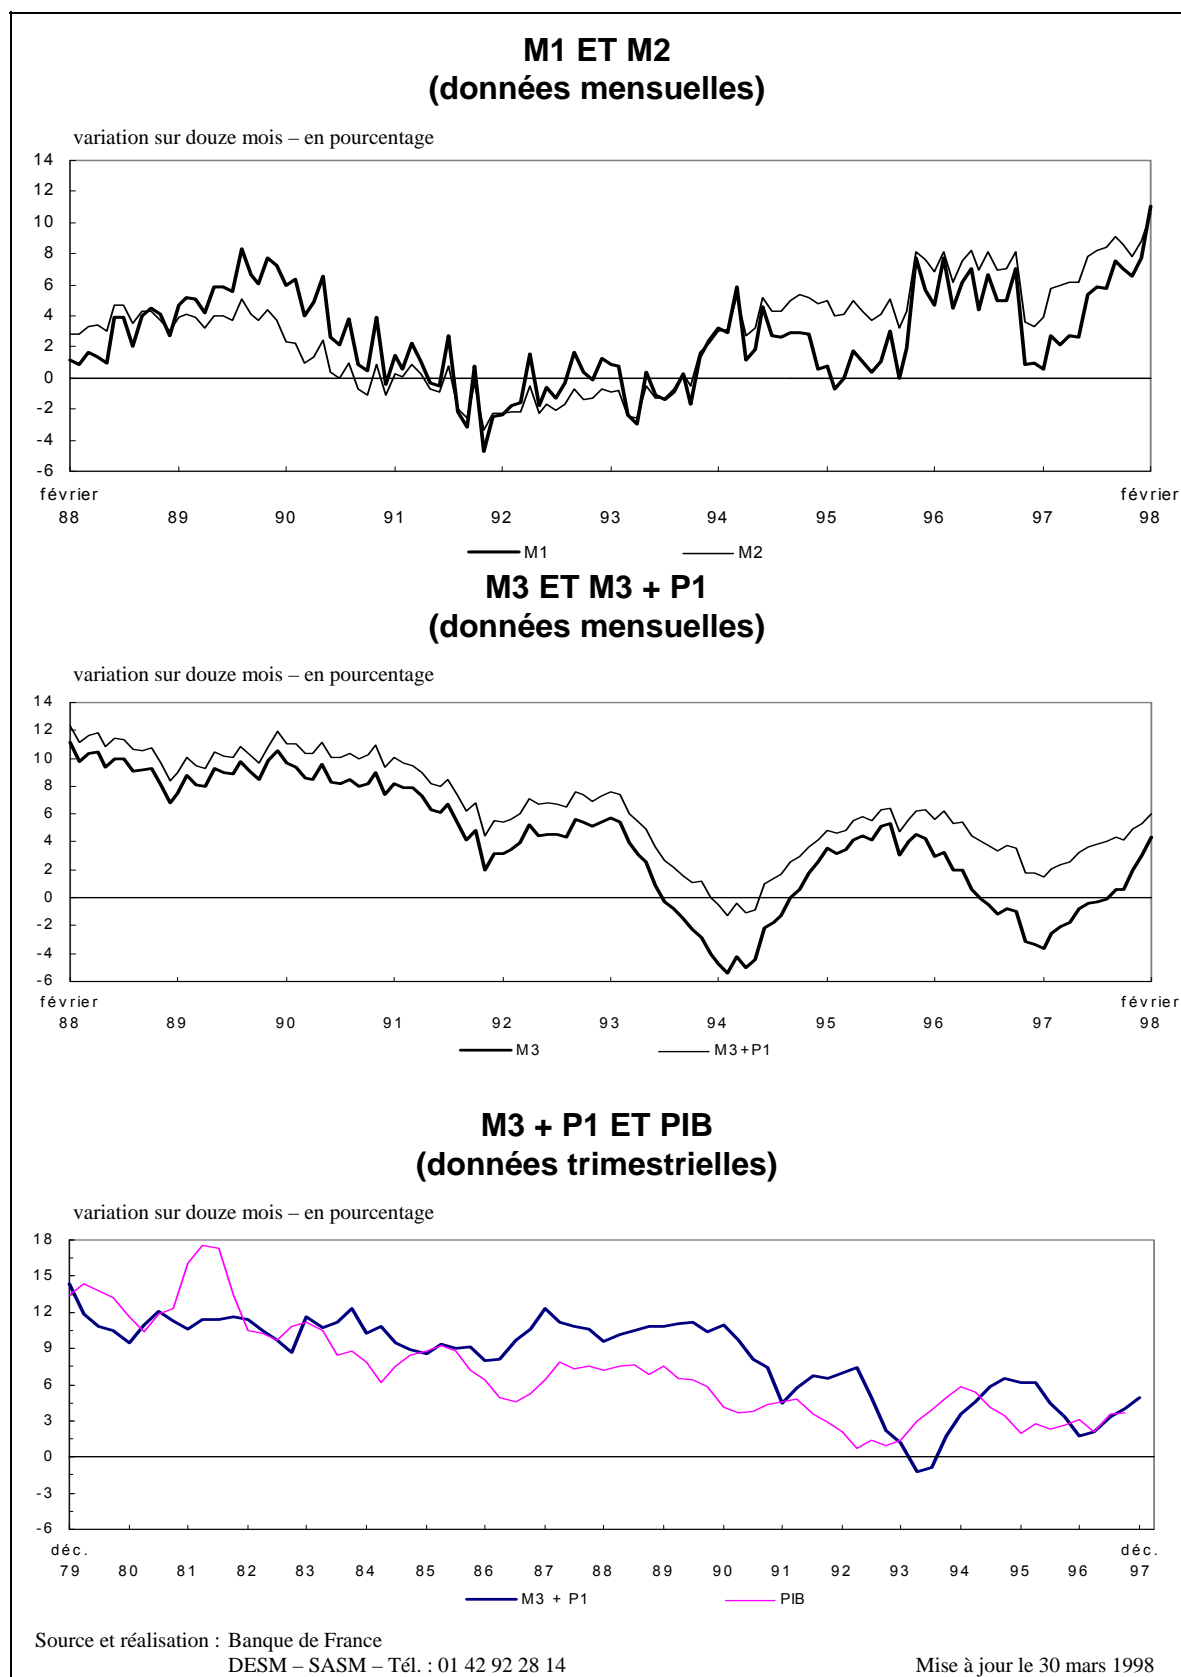 M1 ET M2
(données mensuelles)
variation sur douze mois – en pourcentage
14
12
10
8
6
4
2
0
-2
-4
-6
février février
88 89 90 91 92 93 94 95 96 97 98
M1 M2
M3 ET M3 + P1
(données mensuelles)
variation sur douze mois – en pourcentage
14
12
10
8
6
4
2
0
-2
-4
-6
février février
88 89 90 91 92 93 94 95 96 97 98
M3 M3+P1
M3 + P1 ET PIB
(données trimestrielles)
variation sur douze mois – en pourcentage
18
15
12
9
6
3
0
-3
-6
déc. déc.
79 80 81 82 83 84 85 86 87 88 89 90 91 92 93 94 95 96 97
M3 + P1 PIB
Source et réalisation : Banque de France
DESM – SASM – Tél. : 01 42 92 28 14 Mise à jour le 30 mars 1998